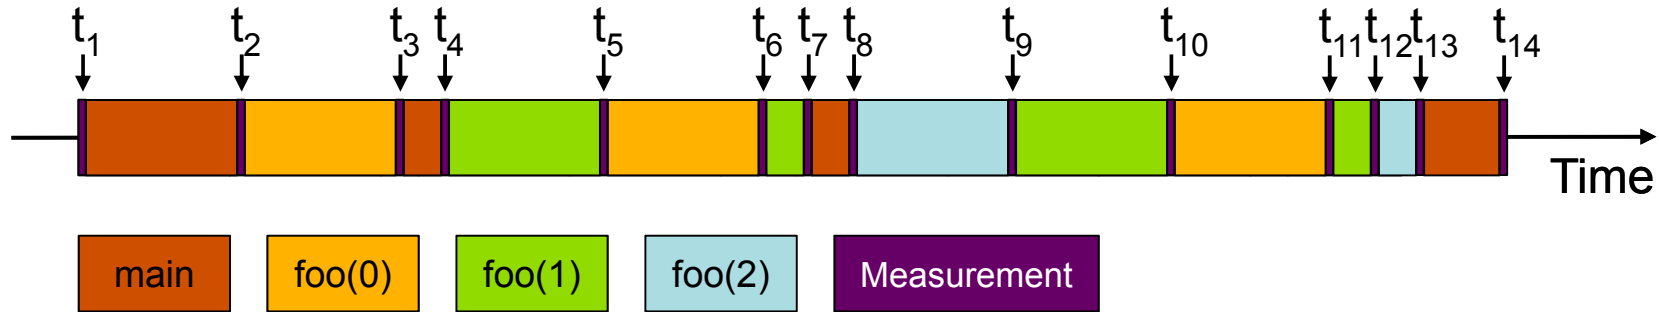 t₁ t₂ t₃ t₄ t₅ t₆ t₇ t₈ t₉ t₁₀ t₁₁ t₁₂ t₁₃ t₁₄
Time
main foo(0) foo(1) foo(2) Measurement